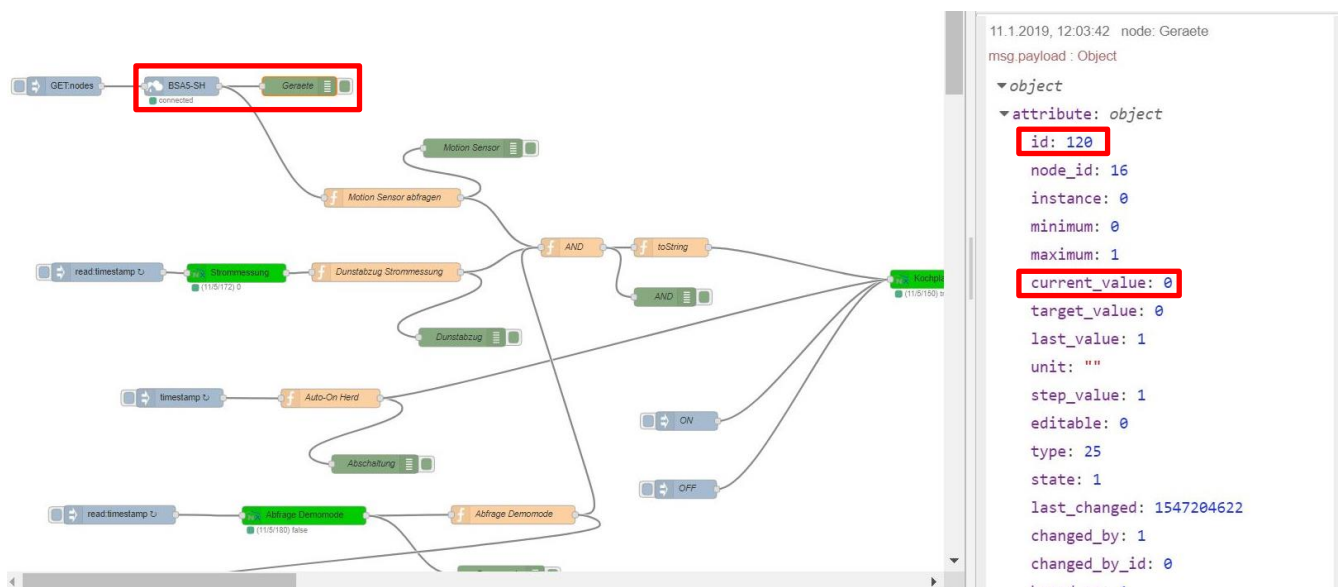 GET:nodes
BSA5-SH
connected
Geraete
Motion Sensor
Motion Sensor abfragen
AND
toString
read:timestamp ↻
Strommessung
(11/5/172) 0
Dunstabzug Strommessung
AND
(11/5/150)
Dunstabzug
timestamp ↻
Auto-On Herd
ON
Abschaltung
OFF
read:timestamp ↻
Abfrage Demomode
(11/5/180) false
Abfrage Demomode
11.1.2019, 12:03:42 node: Geraete
msg.payload : Object
▾object
▾attribute: object
id: 120
node_id: 16
instance: 0
minimum: 0
maximum: 1
current_value: 0
target_value: 0
last_value: 1
unit: ""
step_value: 1
editable: 0
type: 25
state: 1
last_changed: 1547204622
changed_by: 1
changed_by_id: 0